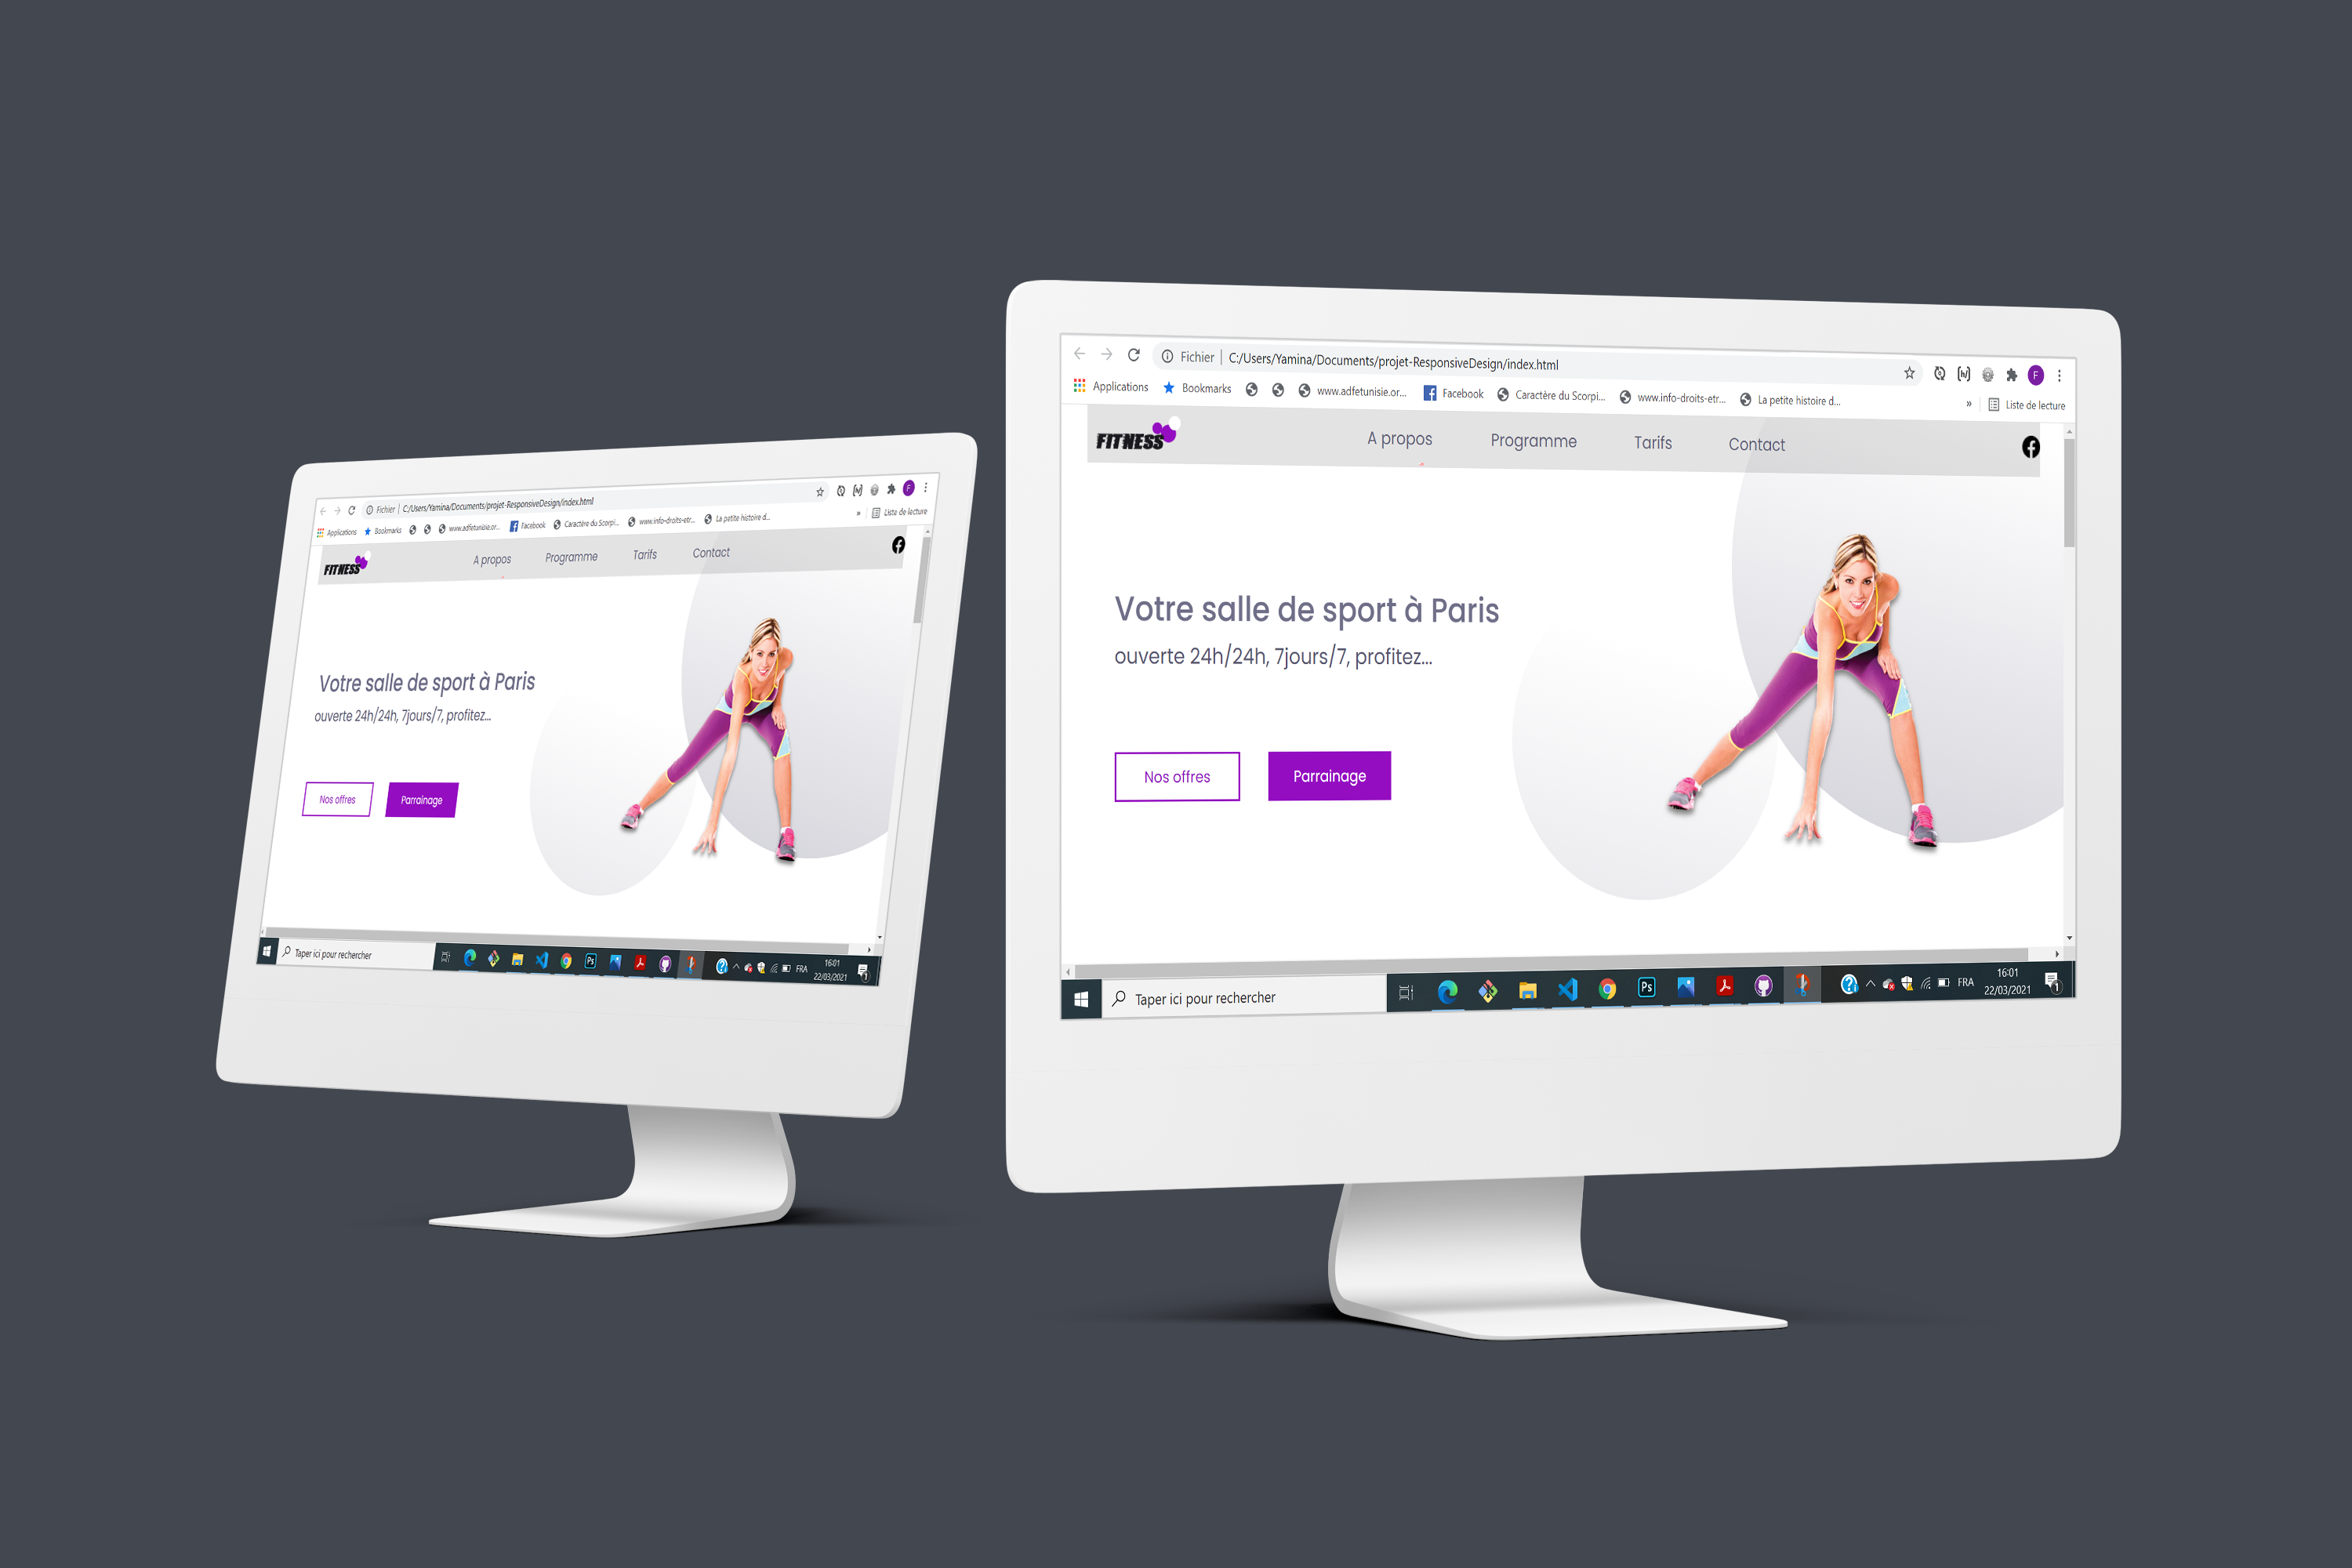 Fichier C:/Users/Yamina/Documents/projet-ResponsiveDesign/index.html
Applications Bookmarks www.adfetunisie.or... Facebook Caractère du Scorpi... www.info-droits-etr... La petite histoire d... » Liste de lecture
FITNESS A propos Programme Tarifs Contact
Votre salle de sport à Paris
ouverte 24h/24h, 7jours/7, profitez...
Nos offres Parrainage
Taper ici pour rechercher FRA 16:01
22/03/2021
Fichier C:/Users/Yamina/Documents/projet-ResponsiveDesign/index.html F
Applications Bookmarks www.adfetunisie.or... Facebook Caractère du Scorpi... www.info-droits-etr... La petite histoire d... » Liste de lecture
FITNESS A propos Programme Tarifs Contact
Votre salle de sport à Paris
ouverte 24h/24h, 7jours/7, profitez...
Nos offres Parrainage
Taper ici pour rechercher Ps FRA 16:01
22/03/2021 1